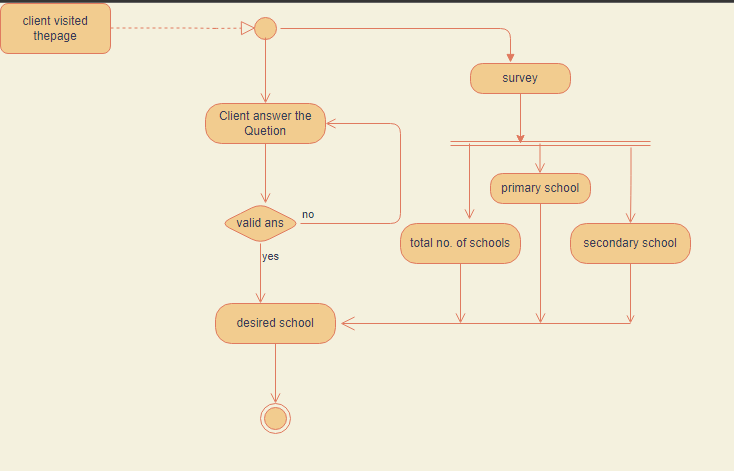 client visited
thepage
survey
Client answer the
Quetion
primary school
no
valid ans
total no. of schools
secondary school
yes
desired school